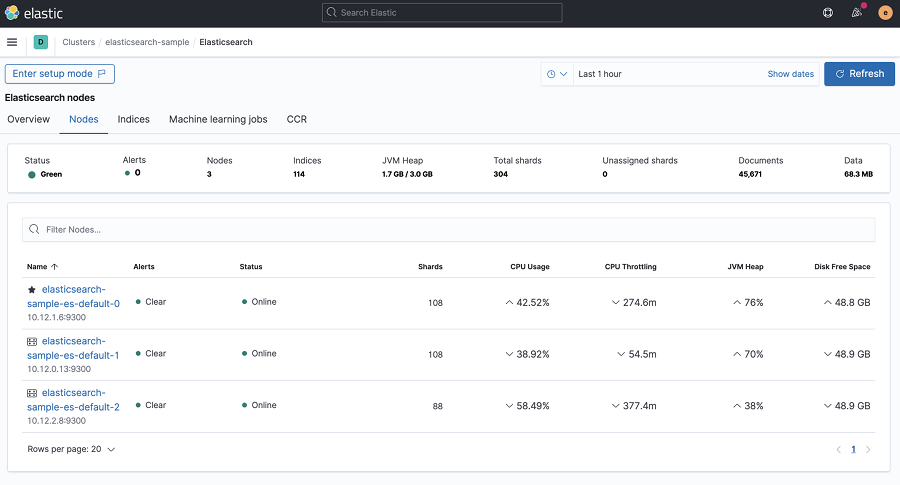 elastic
Search Elastic
e
D
Clusters / elasticsearch-sample / Elasticsearch
Enter setup mode
Last 1 hour
Show dates
Refresh
Elasticsearch nodes
Overview Nodes Indices Machine learning jobs CCR
Status Alerts Nodes Indices JVM Heap Total shards Unassigned shards Documents Data
Green 0 3 114 1.7 GB / 3.0 GB 304 0 45,671 68.3 MB
Filter Nodes...
Name Alerts Status Shards CPU Usage CPU Throttling JVM Heap Disk Free Space
elasticsearch-
sample-es-default-0 Clear Online 108 42.52% 274.6m 76% 48.8 GB
10.12.1.6:9300
elasticsearch-
sample-es-default-1 Clear Online 108 38.92% 54.5m 70% 48.9 GB
10.12.0.13:9300
elasticsearch-
sample-es-default-2 Clear Online 88 58.49% 377.4m 38% 48.9 GB
10.12.2.8:9300
Rows per page: 20
1